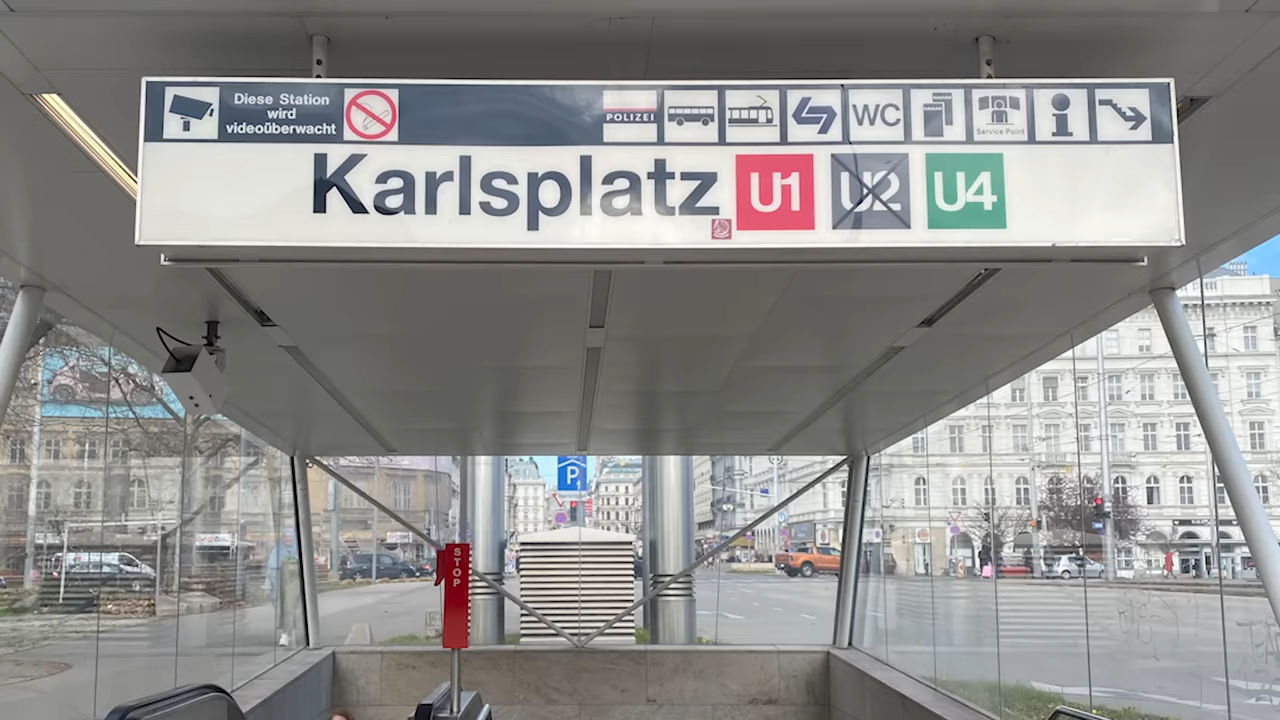 Diese Station
wird
videoüberwacht
POLIZEI
WC
Service Point
Karlsplatz U1 U2 U4
P
STOP